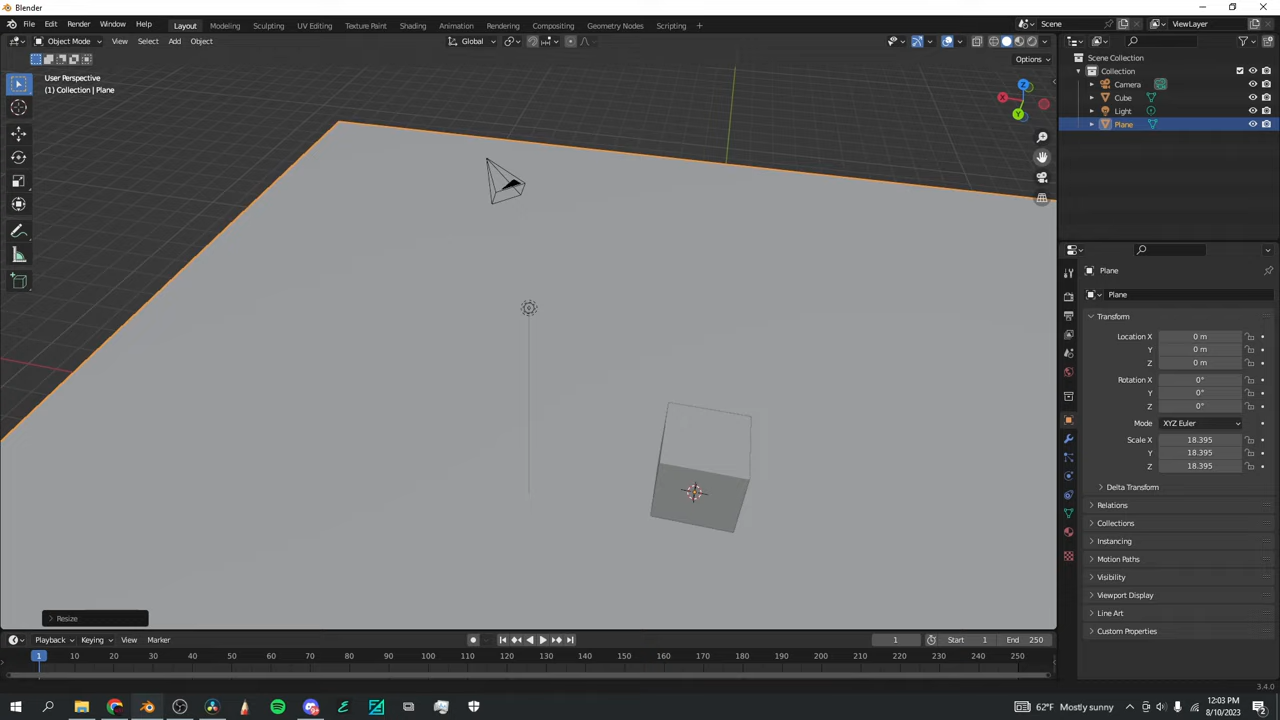 Blender
File Edit Render Window Help Layout Modeling Sculpting UV Editing Texture Paint Shading Animation Rendering Compositing Geometry Nodes Scripting + Scene ViewLayer
Object Mode View Select Add Object Global
Options
User Perspective
(1) Collection | Plane
Z
X
Y
Scene Collection
Collection
Camera
Cube
Light
Plane
Plane
Plane
Transform
Location X 0 m
Y 0 m
Z 0 m
Rotation X 0°
Y 0°
Z 0°
Mode XYZ Euler
Scale X 18.395
Y 18.395
Z 18.395
Delta Transform
Relations
Collections
Instancing
Motion Paths
Visibility
Viewport Display
Line Art
Custom Properties
Resize
Playback Keying View Marker 1 Start 1 End 250
1 10 20 30 40 50 60 70 80 90 100 110 120 130 140 150 160 170 180 190 200 210 220 230 240 250
3.4.0
62°F Mostly sunny 12:03 PM
8/10/2023 2